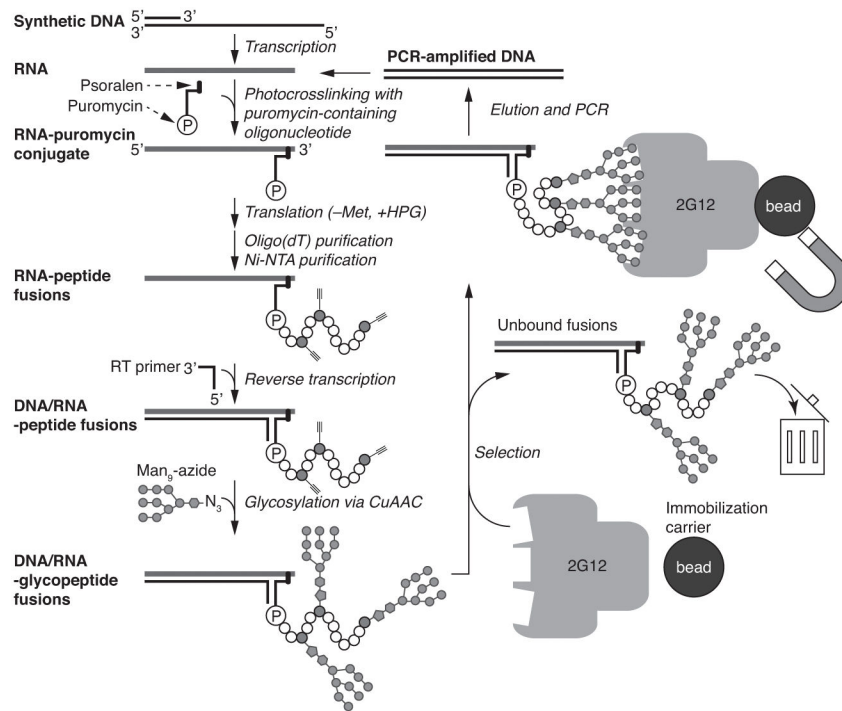 Synthetic DNA
5'
3'
3'
5'
Transcription
RNA
PCR-amplified DNA
Psoralen
Puromycin
P
Photocrosslinking with
puromycin-containing
oligonucleotide
Elution and PCR
RNA-puromycin
conjugate
5'
3'
P
P
2G12
bead
Translation (–Met, +HPG)
Oligo(dT) purification
Ni-NTA purification
RNA-peptide
fusions
P
Unbound fusions
P
RT primer 3'
5'
Reverse transcription
DNA/RNA
-peptide fusions
P
Selection
Man9-azide
N3
Glycosylation via CuAAC
Immobilization
carrier
2G12
bead
DNA/RNA
-glycopeptide
fusions
P